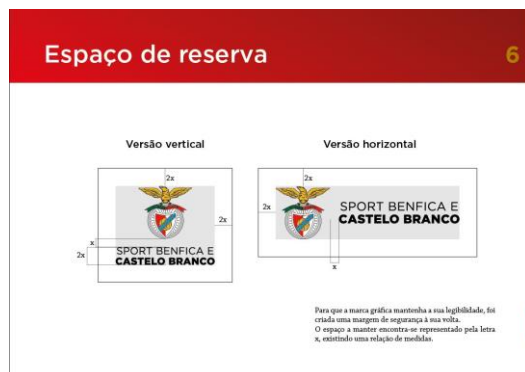 Espaço de reserva
6
Versão vertical
2x
2x
x
2x
SPORT BENFICA E
CASTELO BRANCO
Versão horizontal
2x
2x
SPORT BENFICA E
CASTELO BRANCO
x
Para que a marca gráfica mantenha a sua legibilidade, foi
criada uma margem de segurança à sua volta.
O espaço a manter encontra-se representado pela letra
x, existindo uma relação de medidas.